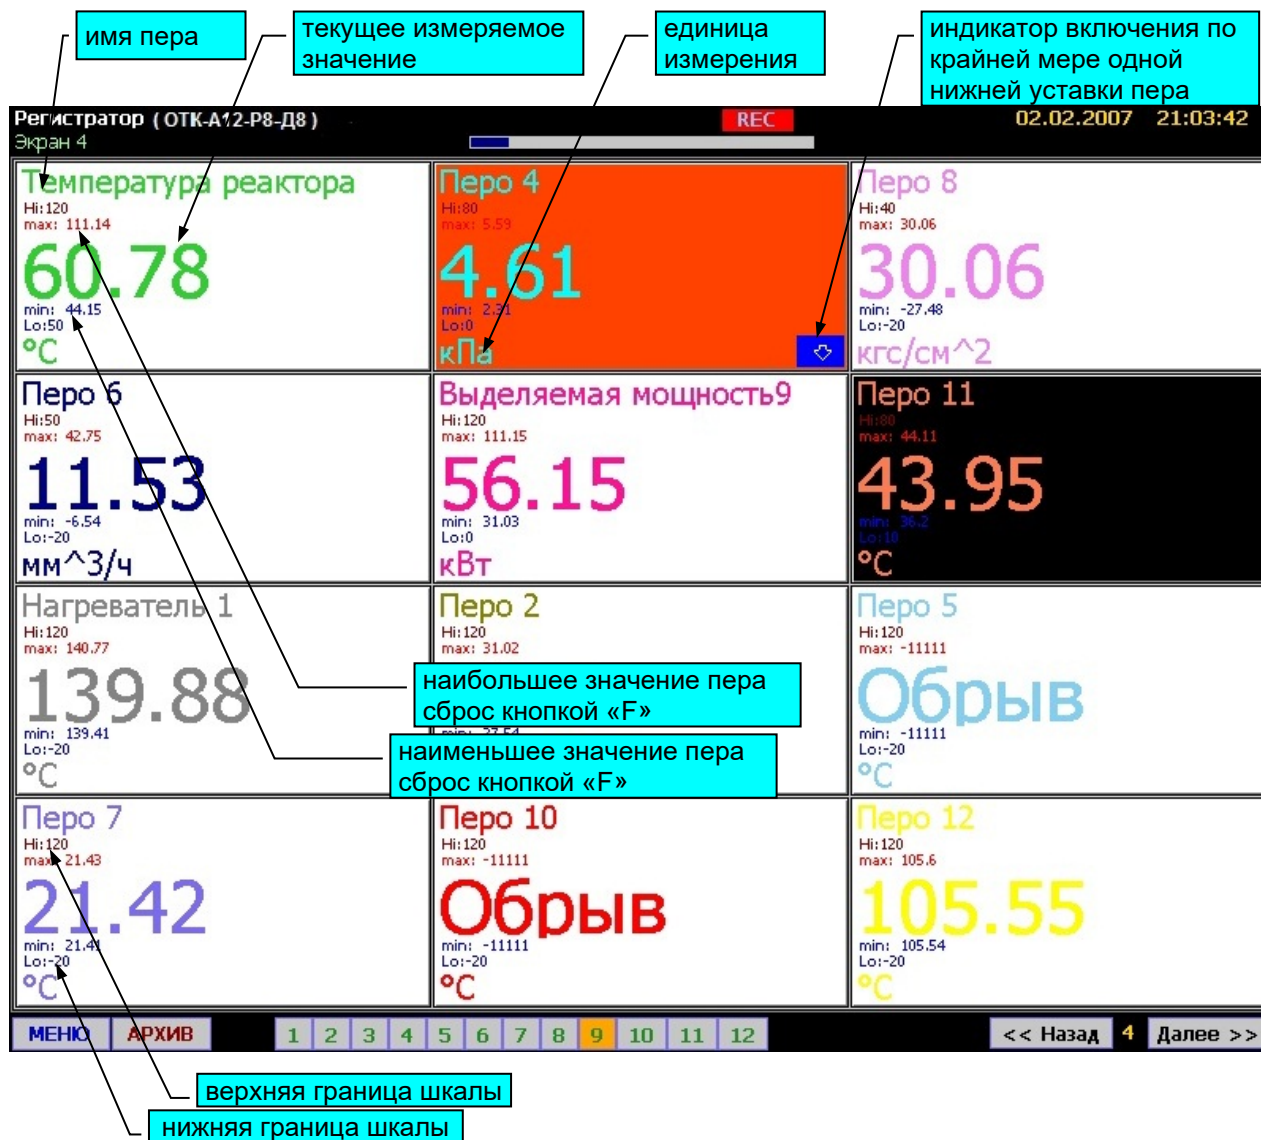 имя пера
текущее измеряемое
значение
единица
измерения
индикатор включения по
крайней мере одной
нижней уставки пера
Регистратор ( ОТК-А12-Р8-Д8 )
REC
02.02.2007 21:03:42
Экран 4
Температура реактора
Hi:120
max: 111.14
60.78
min: 44.15
Lo:50
°C
Перо 4
Hi:80
max: 5.59
4.61
min: 2.31
Lo:0
кПа
Перо 8
Hi:40
max: 30.06
30.06
min: -27.48
Lo:-20
кгс/см^2
Перо 6
Hi:50
max: 42.75
11.53
min: -6.54
Lo:-20
мм^3/ч
Выделяемая мощность9
Hi:120
max: 111.15
56.15
min: 31.03
Lo:0
кВт
Перо 11
Hi:80
max: 44.11
43.95
min: 36.2
Lo:10
°C
Нагреватель 1
Hi:120
max: 140.77
139.88
min: 139.41
Lo:-20
°C
Перо 2
Hi:120
max: 31.02
наибольшее значение пера
сброс кнопкой «F»
наименьшее значение пера
сброс кнопкой «F»
Перо 5
Hi:120
max: -11111
Обрыв
min: -11111
Lo:-20
°C
Перо 7
Hi:120
max: 21.43
21.42
min: 21.41
Lo:-20
°C
Перо 10
Hi:120
max: -11111
Обрыв
min: -11111
Lo:-20
°C
Перо 12
Hi:120
max: 105.6
105.55
min: 105.54
Lo:-20
°C
МЕНЮ АРХИВ 1 2 3 4 5 6 7 8 9 10 11 12 << Назад 4 Далее >>
верхняя граница шкалы
нижняя граница шкалы